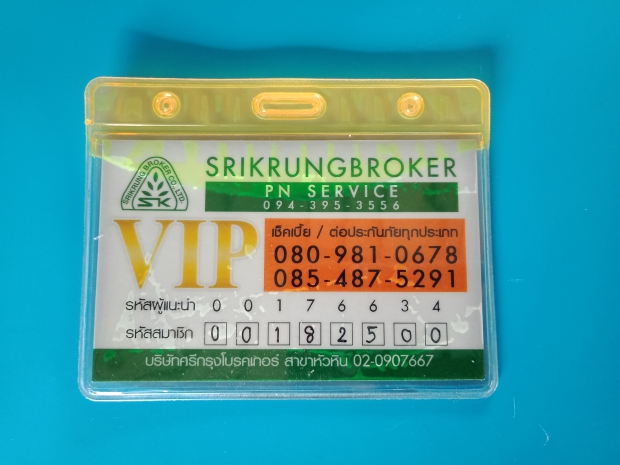 SRIKRUNG BROKER CO.,LTD.
SK
SRIKRUNGBROKER
PN SERVICE
094-395-3556
VIP
เช็คเบี้ย / ต่อประกันภัยทุกประเภท
080-981-0678
085-487-5291
รหัสผู้แนะนำ 0 0 1 7 6 6 3 4
รหัสสมาชิก 0 0 1 8 2 5 0 0
บริษัทศรีกรุงโบรคเกอร์ สาขาหัวหิน 02-0907667